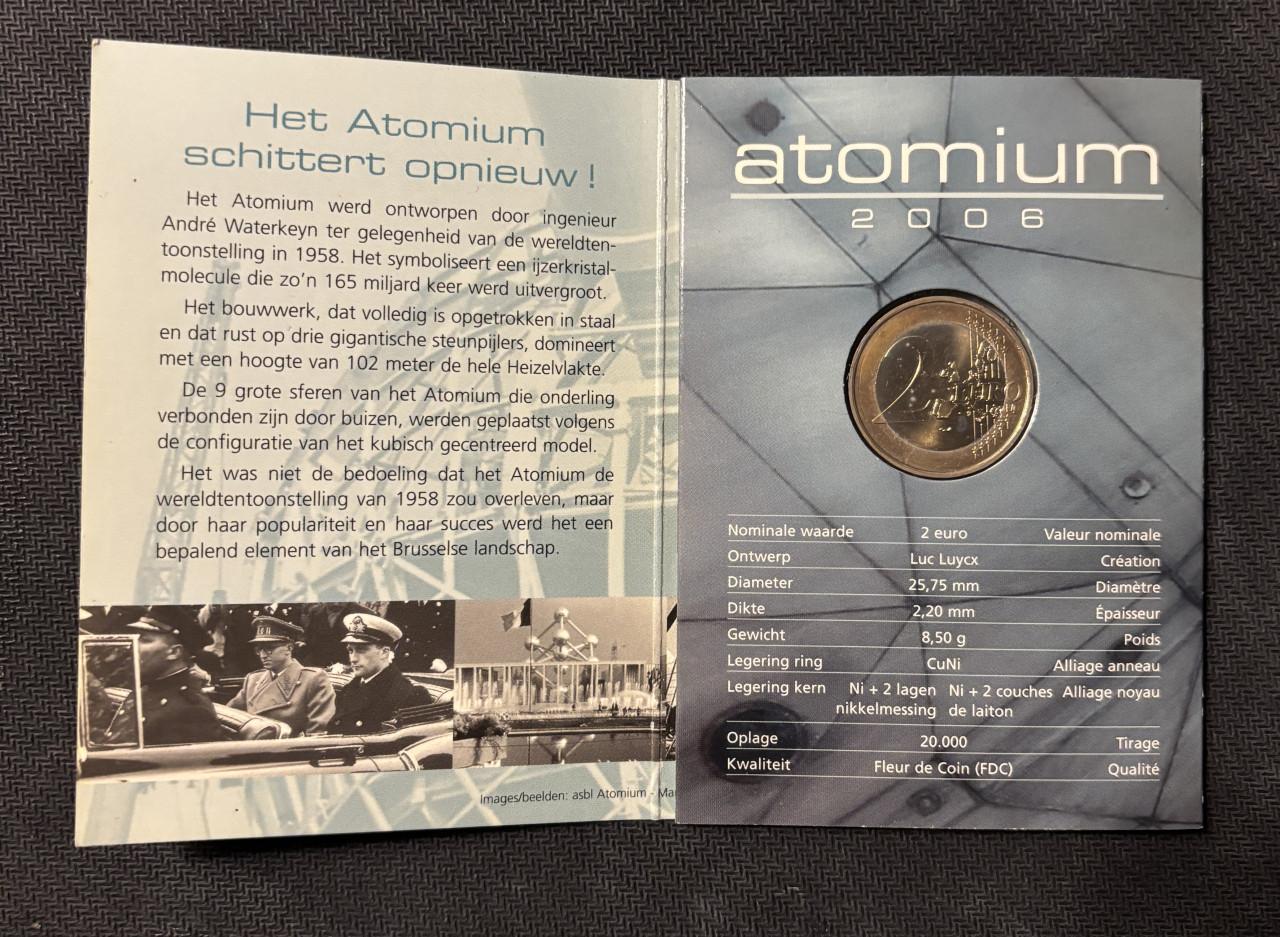 Het Atomium
schittert opnieuw !
Het Atomium werd ontworpen door ingenieur
André Waterkeyn ter gelegenheid van de wereldten-
toonstelling in 1958. Het symboliseert een ijzerkristal-
molecule die zo'n 165 miljard keer werd uitvergroot.
Het bouwwerk, dat volledig is opgetrokken in staal
en dat rust op drie gigantische steunpijlers, domineert
met een hoogte van 102 meter de hele Heizelvlakte.
De 9 grote sferen van het Atomium die onderling
verbonden zijn door buizen, werden geplaatst volgens
de configuratie van het kubisch gecentreerd model.
Het was niet de bedoeling dat het Atomium de
wereldtentoonstelling van 1958 zou overleven, maar
door haar populariteit en haar succes werd het een
bepalend element van het Brusselse landschap.
Images/beelden: asbl Atomium -
atomium
2006
2 EURO
Nominale waarde 2 euro Valeur nominale
Ontwerp Luc Luycx Création
Diameter 25,75 mm Diamètre
Dikte 2,20 mm Épaisseur
Gewicht 8,50 g Poids
Legering ring CuNi Alliage anneau
Legering kern Ni + 2 lagen Ni + 2 couches Alliage noyau
nikkelmessing de laiton
Oplage 20.000 Tirage
Kwaliteit Fleur de Coin (FDC) Qualité